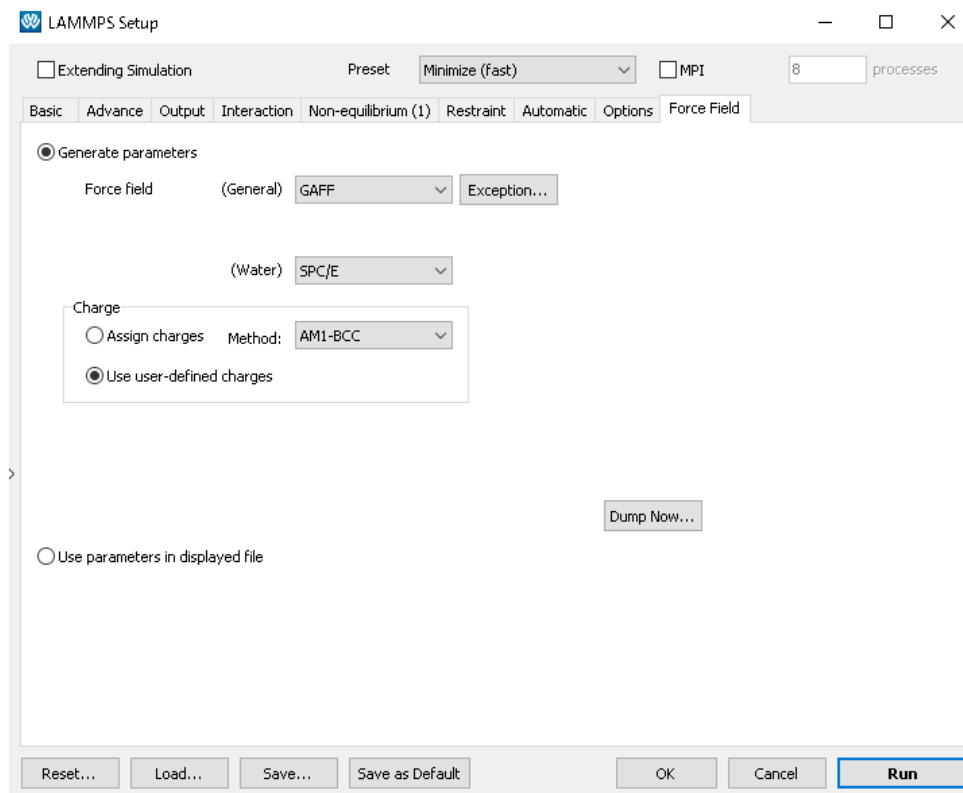 LAMMPS Setup
Extending Simulation Preset Minimize (fast) MPI 8 processes
Basic Advance Output Interaction Non-equilibrium (1) Restraint Automatic Options Force Field
Generate parameters
Force field (General) GAFF Exception...
(Water) SPC/E
Charge
Assign charges Method: AM1-BCC
Use user-defined charges
Dump Now...
Use parameters in displayed file
Reset... Load... Save... Save as Default OK Cancel Run